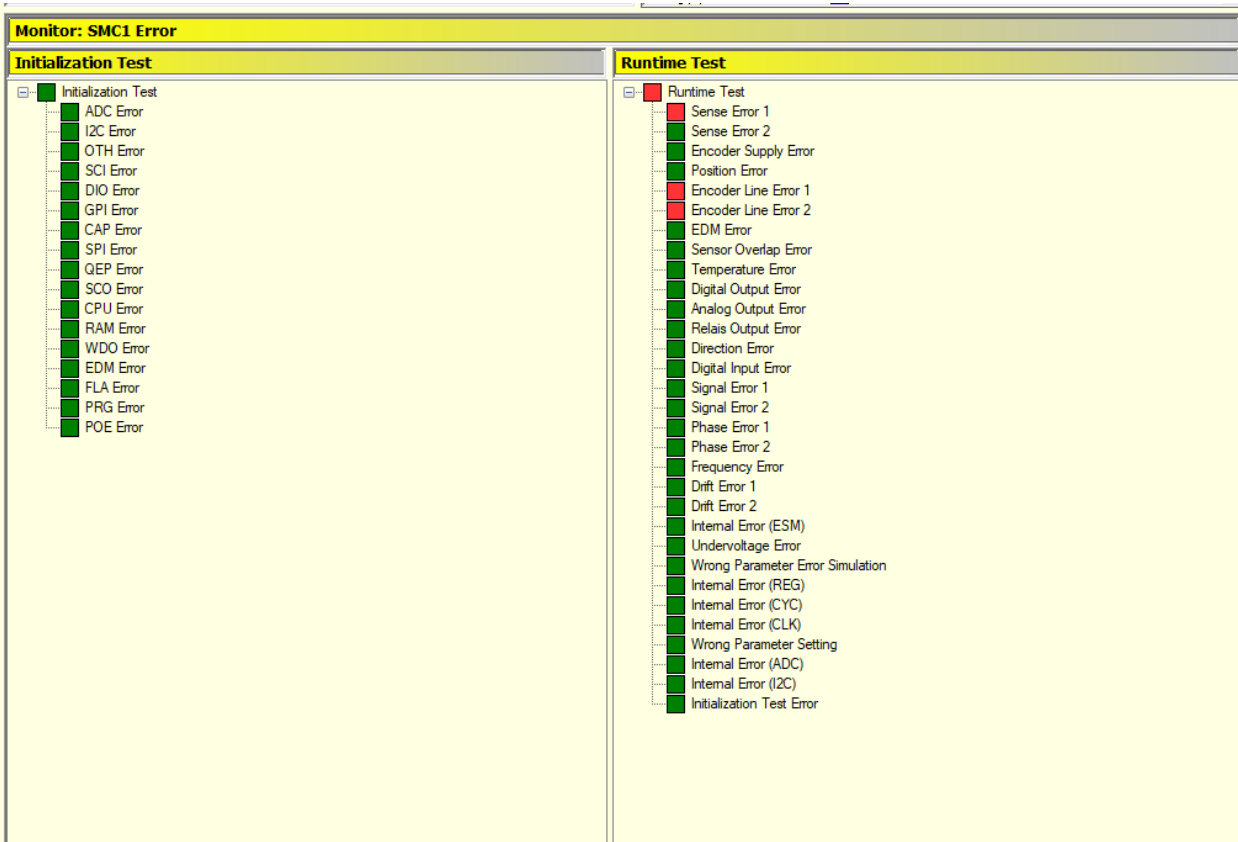 Monitor: SMC1 Error
Initialization Test
Initialization Test
ADC Error
I2C Error
OTH Error
SCI Error
DIO Error
GPI Error
CAP Error
SPI Error
QEP Error
SCO Error
CPU Error
RAM Error
WDO Error
EDM Error
FLA Error
PRG Error
POE Error
Runtime Test
Runtime Test
Sense Error 1
Sense Error 2
Encoder Supply Error
Position Error
Encoder Line Error 1
Encoder Line Error 2
EDM Error
Sensor Overlap Error
Temperature Error
Digital Output Error
Analog Output Error
Relais Output Error
Direction Error
Digital Input Error
Signal Error 1
Signal Error 2
Phase Error 1
Phase Error 2
Frequency Error
Drift Error 1
Drift Error 2
Internal Error (ESM)
Undervoltage Error
Wrong Parameter Error Simulation
Internal Error (REG)
Internal Error (CYC)
Internal Error (CLK)
Wrong Parameter Setting
Internal Error (ADC)
Internal Error (I2C)
Initialization Test Error